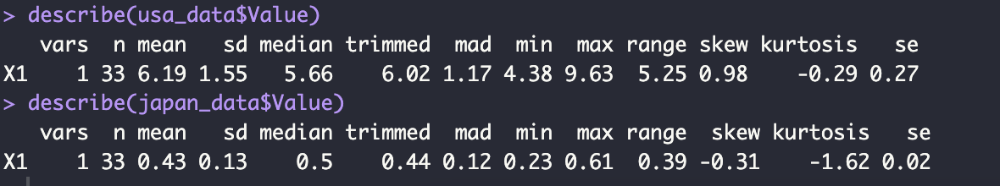 > describe(usa_data$Value)
vars n mean sd median trimmed mad min max range skew kurtosis se
X1 1 33 6.19 1.55 5.66 6.02 1.17 4.38 9.63 5.25 0.98 -0.29 0.27
> describe(japan_data$Value)
vars n mean sd median trimmed mad min max range skew kurtosis se
X1 1 33 0.43 0.13 0.5 0.44 0.12 0.23 0.61 0.39 -0.31 -1.62 0.02